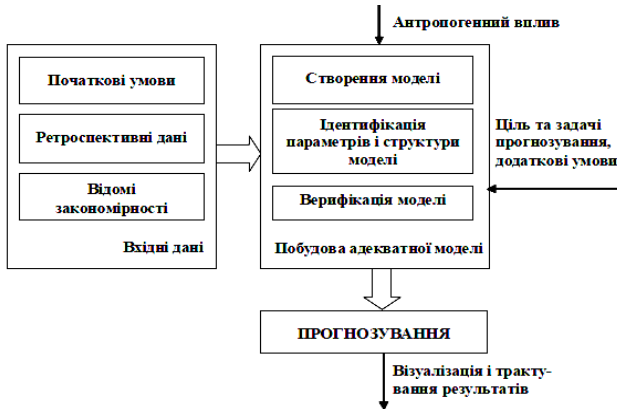 Антропогенний вплив
Початкові умови
Ретроспективні дані
Відомі
закономірності
Вхідні дані
Створення моделі
Ідентифікація
параметрів і структури
моделі
Верифікація моделі
Побудова адекватної моделі
Ціль та задачі
прогнозування,
додаткові умови
ПРОГНОЗУВАННЯ
Візуалізація і тракту-
вання результатів